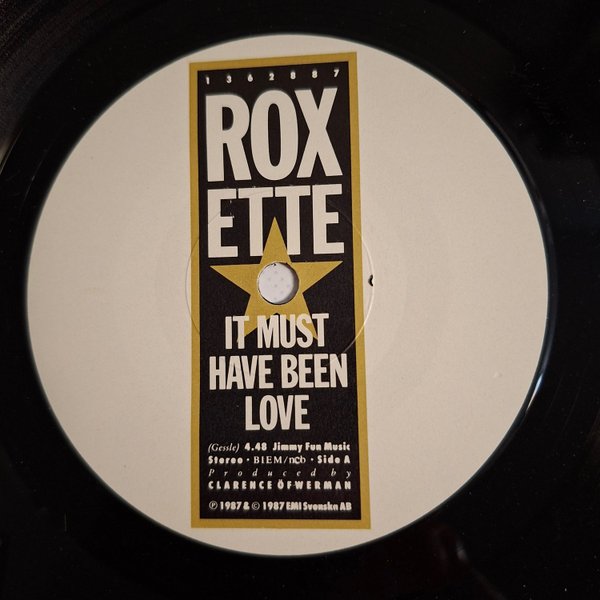 1362887
ROX
ETTE
IT MUST
HAVE BEEN
LOVE
(Gessle) 4.48 Jimmy Fun Music
Stereo · BIEM/ncb · Side A
Produced by
CLARENCE ÖFWERMAN
℗ 1987 & © 1987 EMI Svenska AB